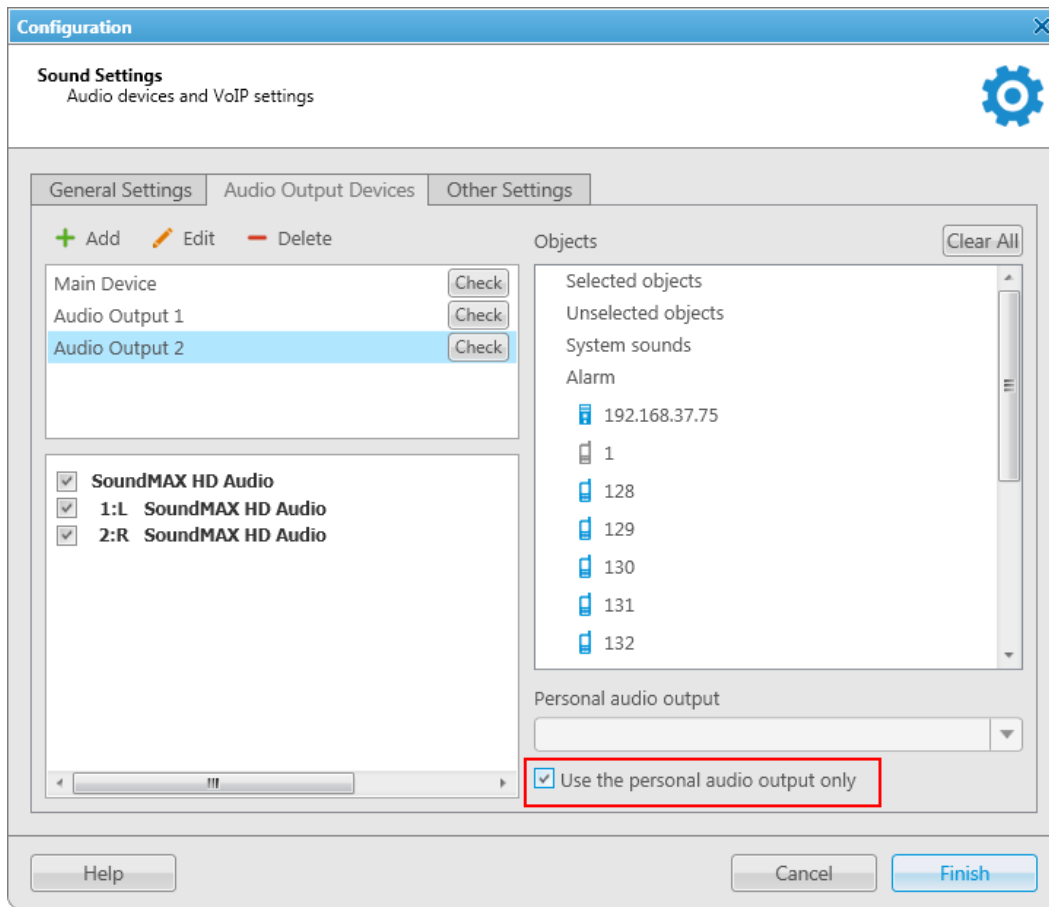 Configuration
Sound Settings
Audio devices and VoIP settings
General Settings Audio Output Devices Other Settings
Add Edit Delete
Main Device Check
Audio Output 1 Check
Audio Output 2 Check
SoundMAX HD Audio
1:L SoundMAX HD Audio
2:R SoundMAX HD Audio
Objects Clear All
Selected objects
Unselected objects
System sounds
Alarm
192.168.37.75
1
128
129
130
131
132
Personal audio output
Use the personal audio output only
Help Cancel Finish